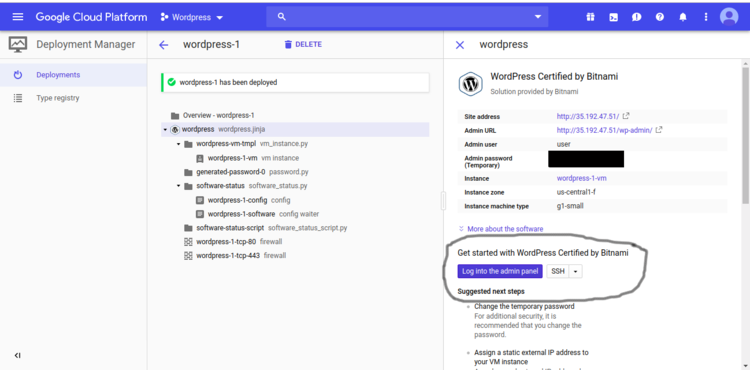 Google Cloud Platform
Wordpress
Deployment Manager
wordpress-1
DELETE
wordpress
Deployments
Type registry
wordpress-1 has been deployed
Overview - wordpress-1
wordpress wordpress.jinja
wordpress-vm-tmpl vm_instance.py
wordpress-1-vm vm instance
generated-password-0 password.py
software-status software_status.py
wordpress-1-config config
wordpress-1-software config waiter
software-status-script software_status_script.py
wordpress-1-tcp-80 firewall
wordpress-1-tcp-443 firewall
WordPress Certified by Bitnami
Solution provided by Bitnami
Site address http://35.192.47.51/
Admin URL http://35.192.47.51/wp-admin/
Admin user user
Admin password
(Temporary)
Instance wordpress-1-vm
Instance zone us-central1-f
Instance machine type g1-small
More about the software
Get started with WordPress Certified by Bitnami
Log into the admin panel SSH
Suggested next steps
Change the temporary password
For additional security, it is
recommended that you change the
password.
Assign a static external IP address to
your VM instance